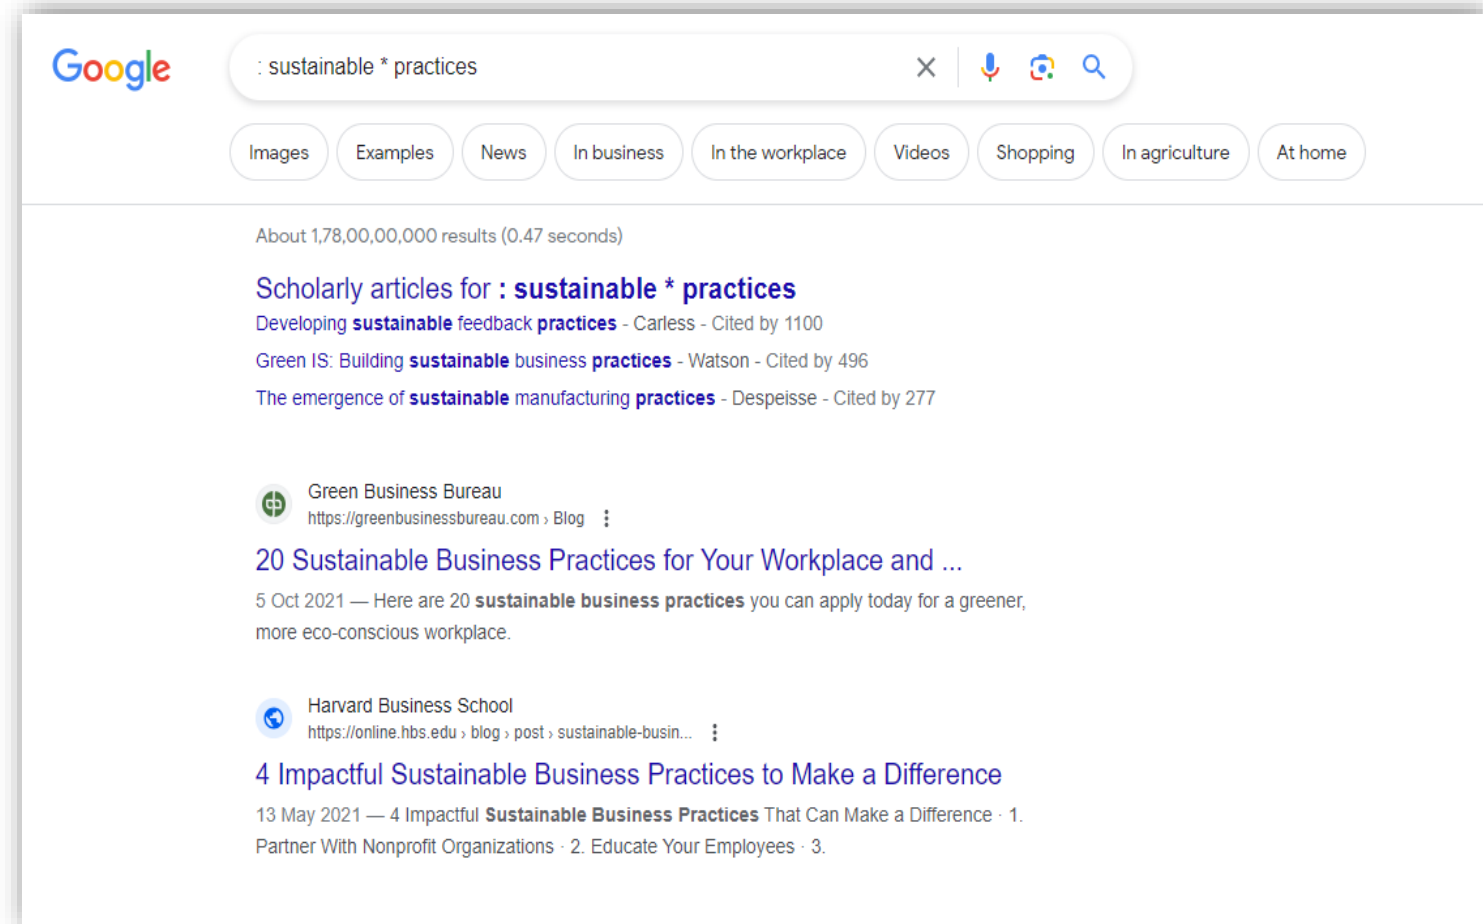 Google
: sustainable * practices
Images Examples News In business In the workplace Videos Shopping In agriculture At home
About 1,78,00,00,000 results (0.47 seconds)
Scholarly articles for : sustainable * practices
Developing sustainable feedback practices - Carless - Cited by 1100
Green IS: Building sustainable business practices - Watson - Cited by 496
The emergence of sustainable manufacturing practices - Despeisse - Cited by 277
Green Business Bureau
https://greenbusinessbureau.com › Blog
20 Sustainable Business Practices for Your Workplace and ...
5 Oct 2021 — Here are 20 sustainable business practices you can apply today for a greener,
more eco-conscious workplace.
Harvard Business School
https://online.hbs.edu › blog › post › sustainable-busin...
4 Impactful Sustainable Business Practices to Make a Difference
13 May 2021 — 4 Impactful Sustainable Business Practices That Can Make a Difference · 1.
Partner With Nonprofit Organizations · 2. Educate Your Employees · 3.